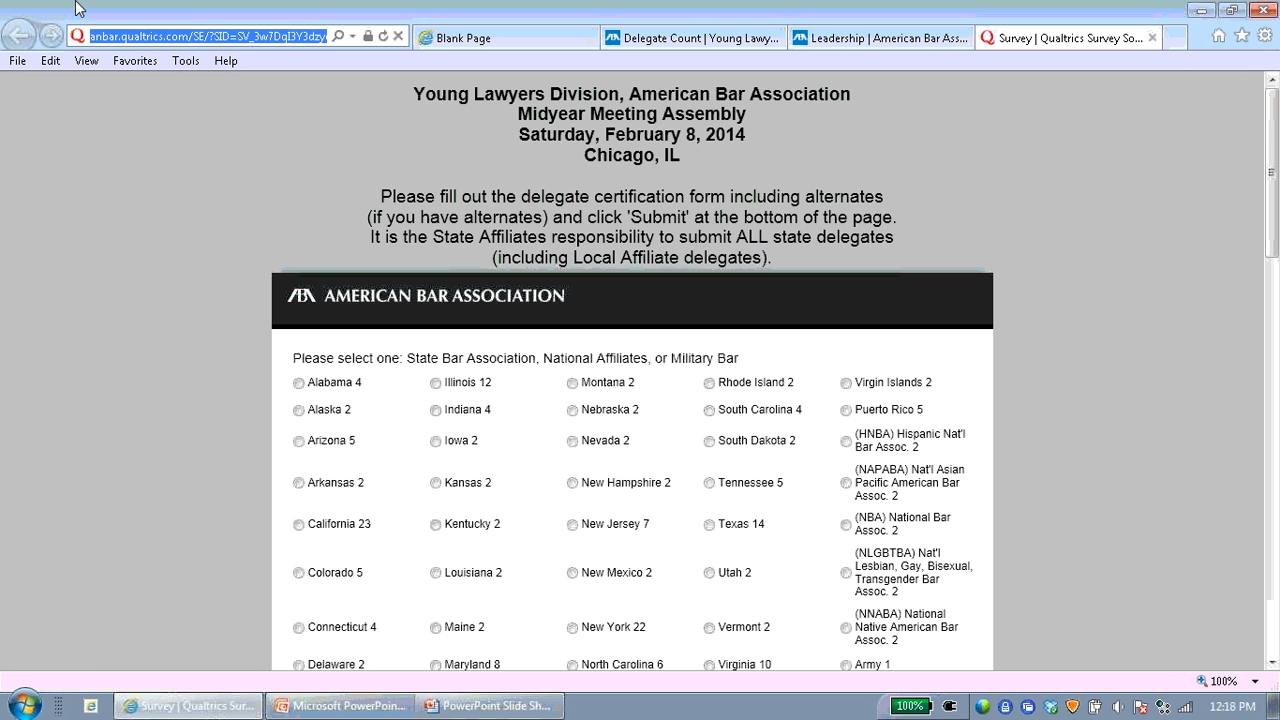 anbar.qualtrics.com/SE/?SID=SV_3w7DqI3Y3dzy
Blank Page
Delegate Count | Young Lawy...
Leadership | American Bar Ass...
Survey | Qualtrics Survey So...
File Edit View Favorites Tools Help
Young Lawyers Division, American Bar Association
Midyear Meeting Assembly
Saturday, February 8, 2014
Chicago, IL
Please fill out the delegate certification form including alternates
(if you have alternates) and click 'Submit' at the bottom of the page.
It is the State Affiliates responsibility to submit ALL state delegates
(including Local Affiliate delegates).
ABA AMERICAN BAR ASSOCIATION
Please select one: State Bar Association, National Affiliates, or Military Bar
Alabama 4
Illinois 12
Montana 2
Rhode Island 2
Virgin Islands 2
Alaska 2
Indiana 4
Nebraska 2
South Carolina 4
Puerto Rico 5
Arizona 5
Iowa 2
Nevada 2
South Dakota 2
(HNBA) Hispanic Nat'l
Bar Assoc. 2
Arkansas 2
Kansas 2
New Hampshire 2
Tennessee 5
(NAPABA) Nat'l Asian
Pacific American Bar
Assoc. 2
California 23
Kentucky 2
New Jersey 7
Texas 14
(NBA) National Bar
Assoc. 2
Colorado 5
Louisiana 2
New Mexico 2
Utah 2
(NLGBTBA) Nat'l
Lesbian, Gay, Bisexual,
Transgender Bar
Assoc. 2
Connecticut 4
Maine 2
New York 22
Vermont 2
(NNABA) National
Native American Bar
Assoc. 2
Delaware 2
Maryland 8
North Carolina 6
Virginia 10
Army 1
100%
Survey | Qualtrics Sur...
Microsoft PowerPoin...
PowerPoint Slide Sh...
100%
12:18 PM